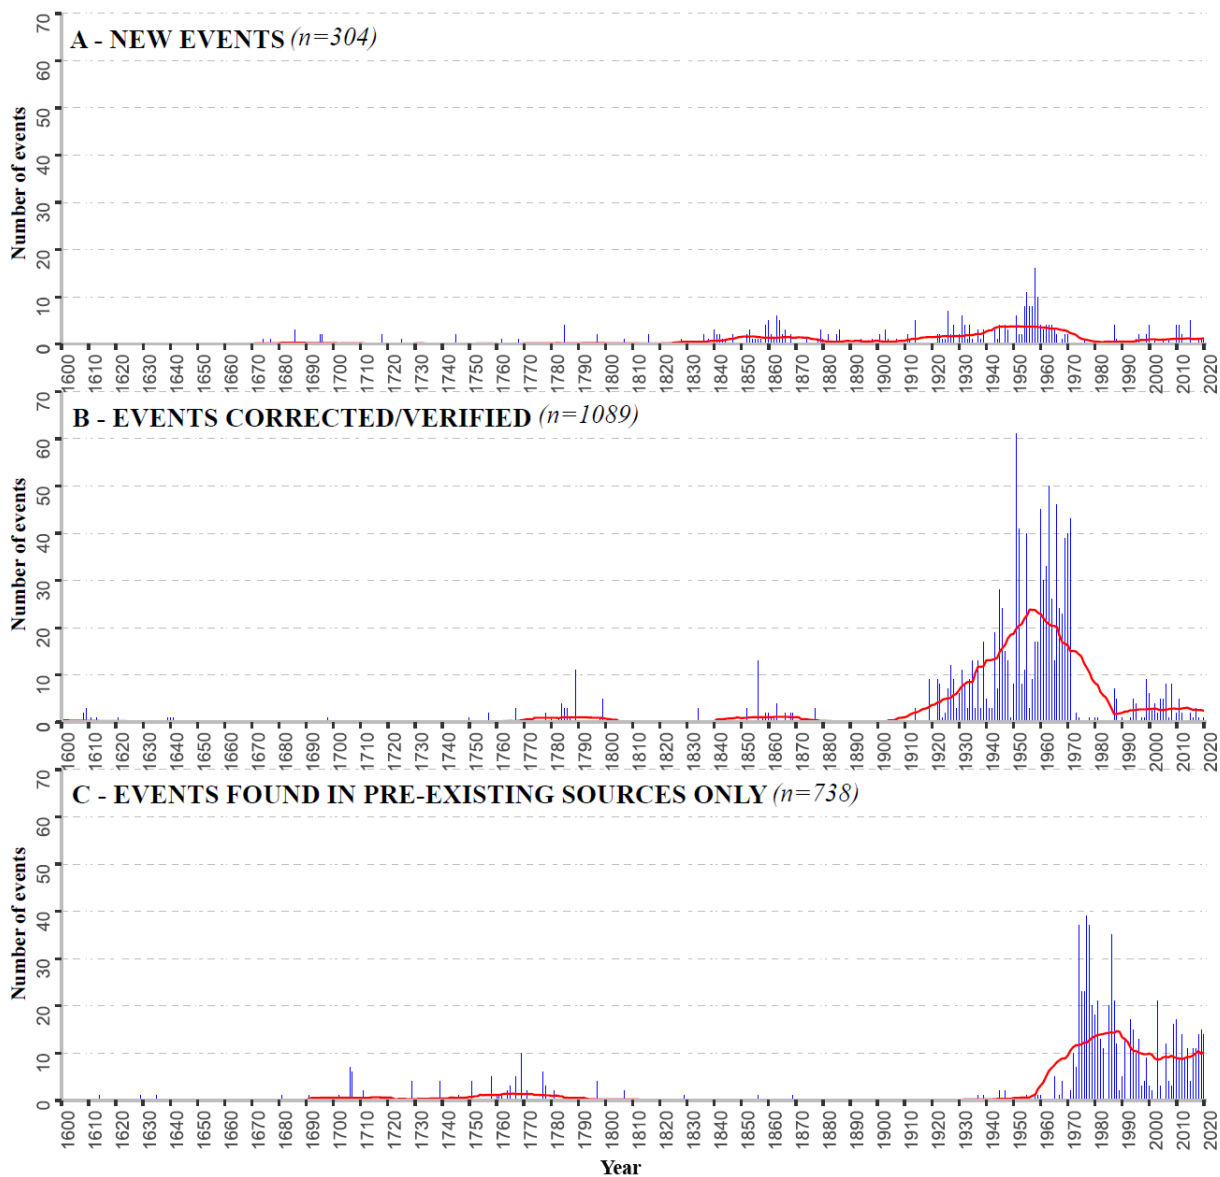 A - NEW EVENTS (n=304)
Number of events
70
60
50
40
30
20
10
0
1600 1610 1620 1630 1640 1650 1660 1670 1680 1690 1700 1710 1720 1730 1740 1750 1760 1770 1780 1790 1800 1810 1820 1830 1840 1850 1860 1870 1880 1890 1900 1910 1920 1930 1940 1950 1960 1970 1980 1990 2000 2010 2020
B - EVENTS CORRECTED/VERIFIED (n=1089)
Number of events
70
60
50
40
30
20
10
0
1600 1610 1620 1630 1640 1650 1660 1670 1680 1690 1700 1710 1720 1730 1740 1750 1760 1770 1780 1790 1800 1810 1820 1830 1840 1850 1860 1870 1880 1890 1900 1910 1920 1930 1940 1950 1960 1970 1980 1990 2000 2010 2020
C - EVENTS FOUND IN PRE-EXISTING SOURCES ONLY (n=738)
Number of events
70
60
50
40
30
20
10
0
1600 1610 1620 1630 1640 1650 1660 1670 1680 1690 1700 1710 1720 1730 1740 1750 1760 1770 1780 1790 1800 1810 1820 1830 1840 1850 1860 1870 1880 1890 1900 1910 1920 1930 1940 1950 1960 1970 1980 1990 2000 2010 2020
Year